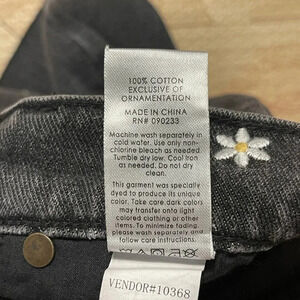 100% COTTON
EXCLUSIVE OF
ORNAMENTATION
MADE IN CHINA
RN# 090233
Machine wash separately in
cold water. Use only non-
chlorine bleach as needed.
Tumble dry low. Cool Iron
as needed. Do not dry
clean.
This garment was specially
dyed to produce its unique
color. Take care dark colors
may transfer onto light
colored clothing or other
items. To minimize fading,
please wash separately and
inside out.
VENDOR#10368